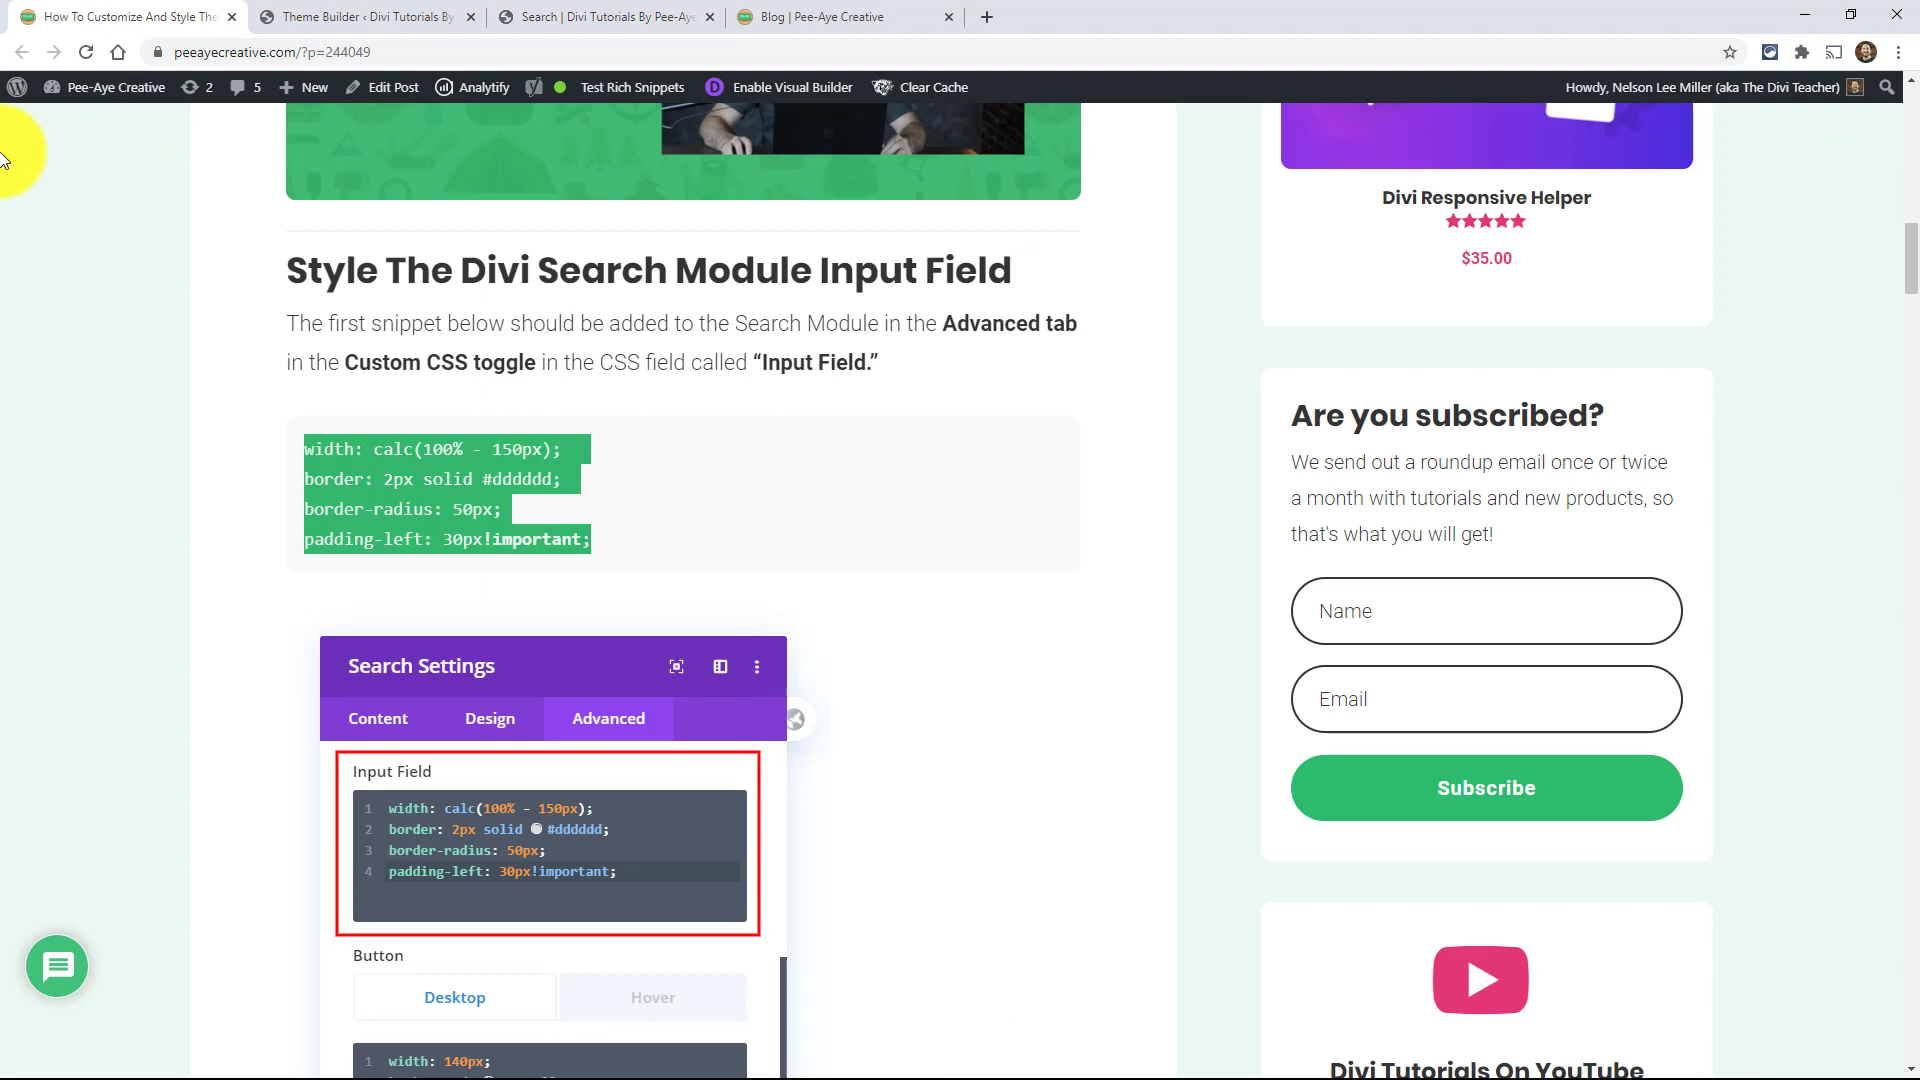 How To Customize And Style The
Theme Builder ‹ Divi Tutorials By
Search | Divi Tutorials By Pee-Aye
Blog | Pee-Aye Creative
peeayecreative.com/?p=244049
Pee-Aye Creative
2
5
New
Edit Post
Analytify
Test Rich Snippets
Enable Visual Builder
Clear Cache
Howdy, Nelson Lee Miller (aka The Divi Teacher)
Style The Divi Search Module Input Field
The first snippet below should be added to the Search Module in the Advanced tab
in the Custom CSS toggle in the CSS field called “Input Field.”
width: calc(100% - 150px);
border: 2px solid #dddddd;
border-radius: 50px;
padding-left: 30px!important;
Search Settings
Content
Design
Advanced
Input Field
1 width: calc(100% - 150px);
2 border: 2px solid #dddddd;
3 border-radius: 50px;
4 padding-left: 30px!important;
Button
Desktop
Hover
1 width: 140px;
Divi Responsive Helper
$35.00
Are you subscribed?
We send out a roundup email once or twice
a month with tutorials and new products, so
that's what you will get!
Name
Email
Subscribe
Divi Tutorials On YouTube